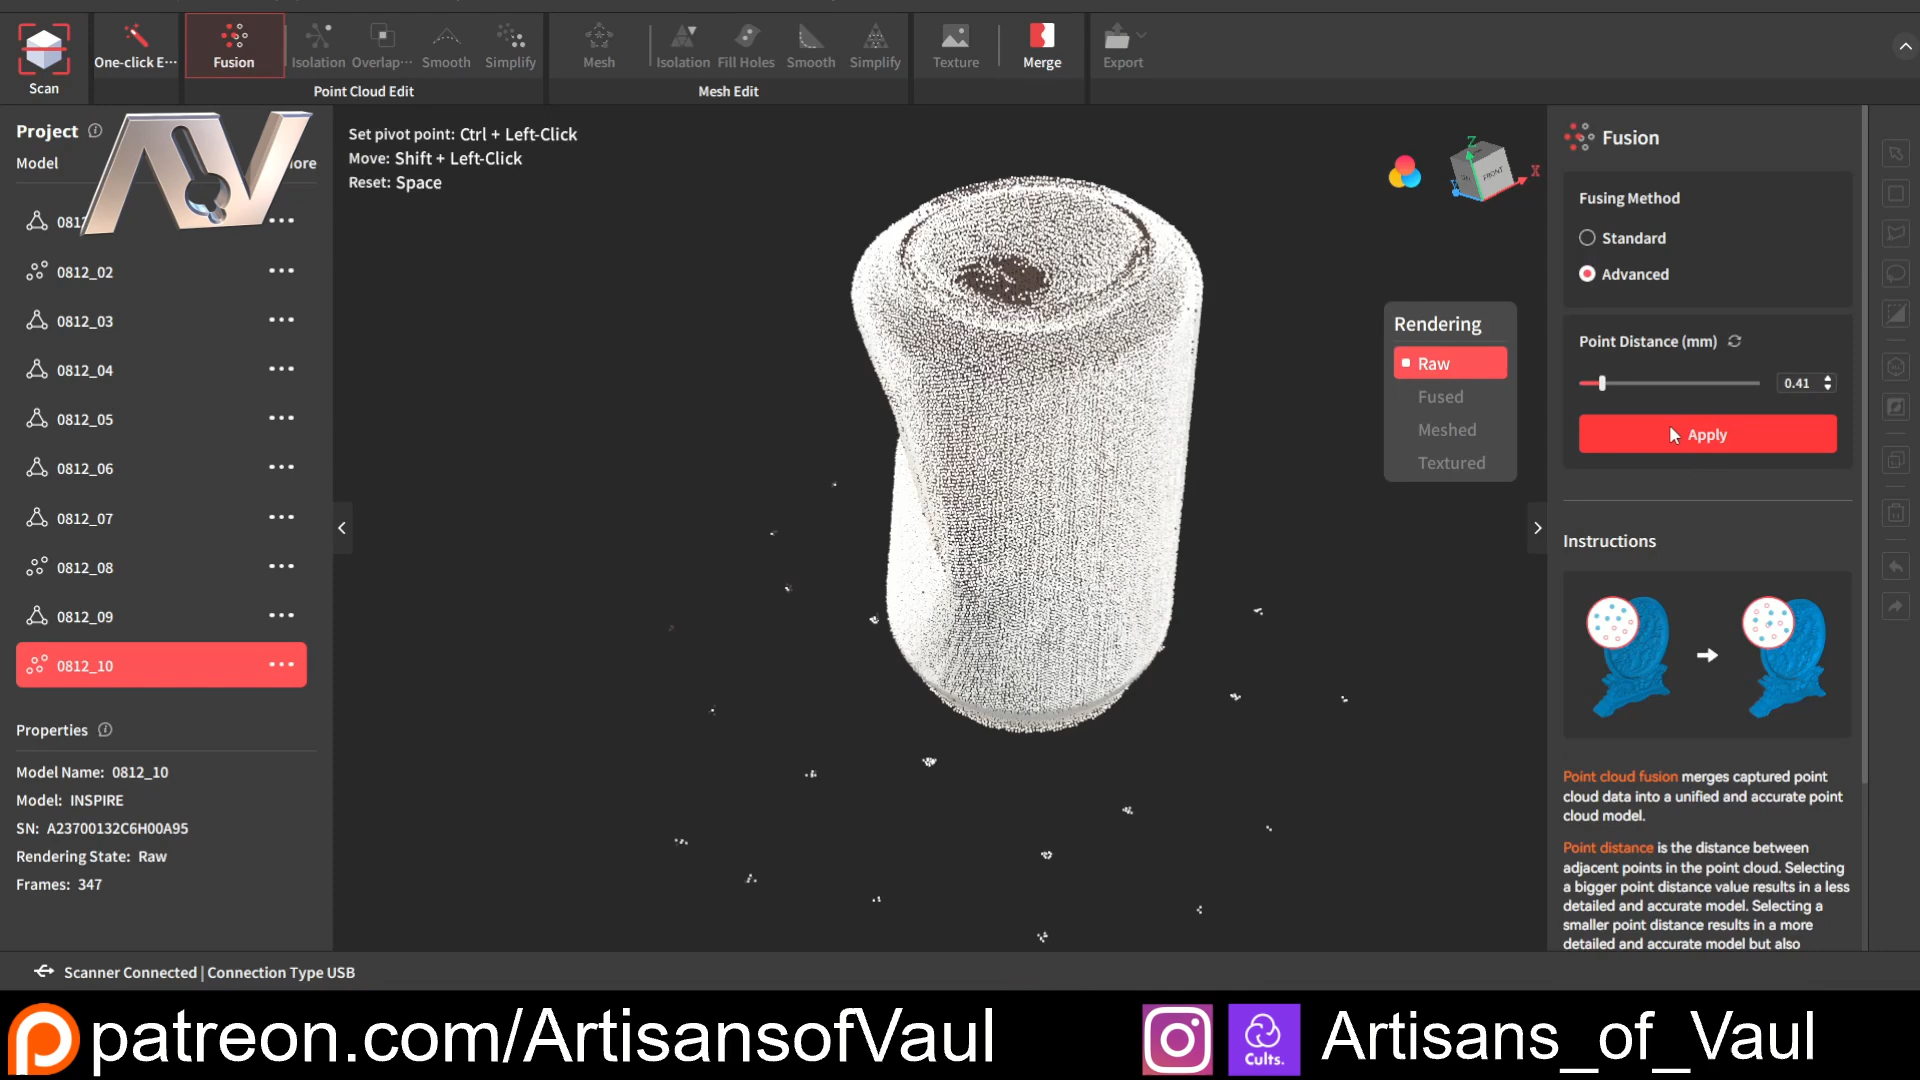 Scan
One-click E···
Fusion
Isolation
Overlap···
Smooth
Simplify
Point Cloud Edit
Mesh
Isolation
Fill Holes
Smooth
Simplify
Mesh Edit
Texture
Merge
Export
Project
Model
ore
AV
0812
0812_02
0812_03
0812_04
0812_05
0812_06
0812_07
0812_08
0812_09
0812_10
Properties
Model Name: 0812_10
Model: INSPIRE
SN: A23700132C6H00A95
Rendering State: Raw
Frames: 347
Set pivot point: Ctrl + Left-Click
Move: Shift + Left-Click
Reset: Space
Z
FRONT
X
Rendering
Raw
Fused
Meshed
Textured
Fusion
Fusing Method
Standard
Advanced
Point Distance (mm)
0.41
Apply
Instructions
Point cloud fusion merges captured point
cloud data into a unified and accurate point
cloud model.
Point distance is the distance between
adjacent points in the point cloud. Selecting
a bigger point distance value results in a less
detailed and accurate model. Selecting a
smaller point distance results in a more
detailed and accurate model but also
Scanner Connected | Connection Type USB
patreon.com/ArtisansofVaul
Cults.
Artisans_of_Vaul